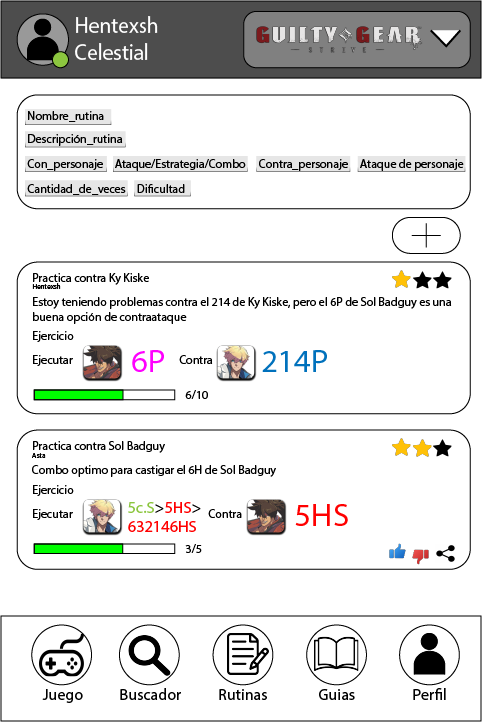 Hentexsh
Celestial
GUILTY GEAR
STRIVE
Nombre_rutina
Descripción_rutina
Con_personaje Ataque/Estrategia/Combo Contra_personaje Ataque de personaje
Cantidad_de_veces Dificultad
Practica contra Ky Kiske
Hentexsh
Estoy teniendo problemas contra el 214 de Ky Kiske, pero el 6P de Sol Badguy es una
buena opción de contraataque
Ejercicio
Ejecutar 6P Contra 214P
6/10
Practica contra Sol Badguy
Asta
Combo optimo para castigar el 6H de Sol Badguy
Ejercicio
Ejecutar 5c.S>5HS> Contra 5HS
632146HS
3/5
Juego Buscador Rutinas Guias Perfil